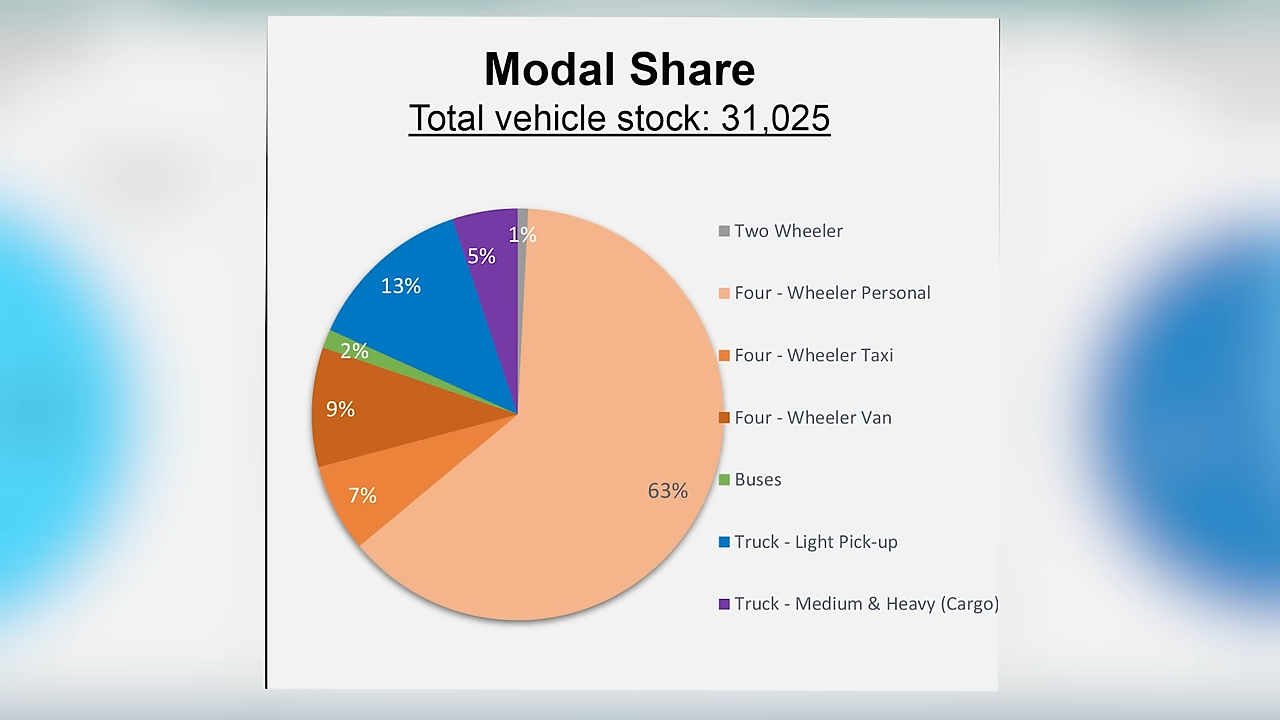 Modal Share
Total vehicle stock: 31,025
1%
5%
13%
2%
9%
7%
63%
Two Wheeler
Four - Wheeler Personal
Four - Wheeler Taxi
Four - Wheeler Van
Buses
Truck - Light Pick-up
Truck - Medium & Heavy (Cargo)